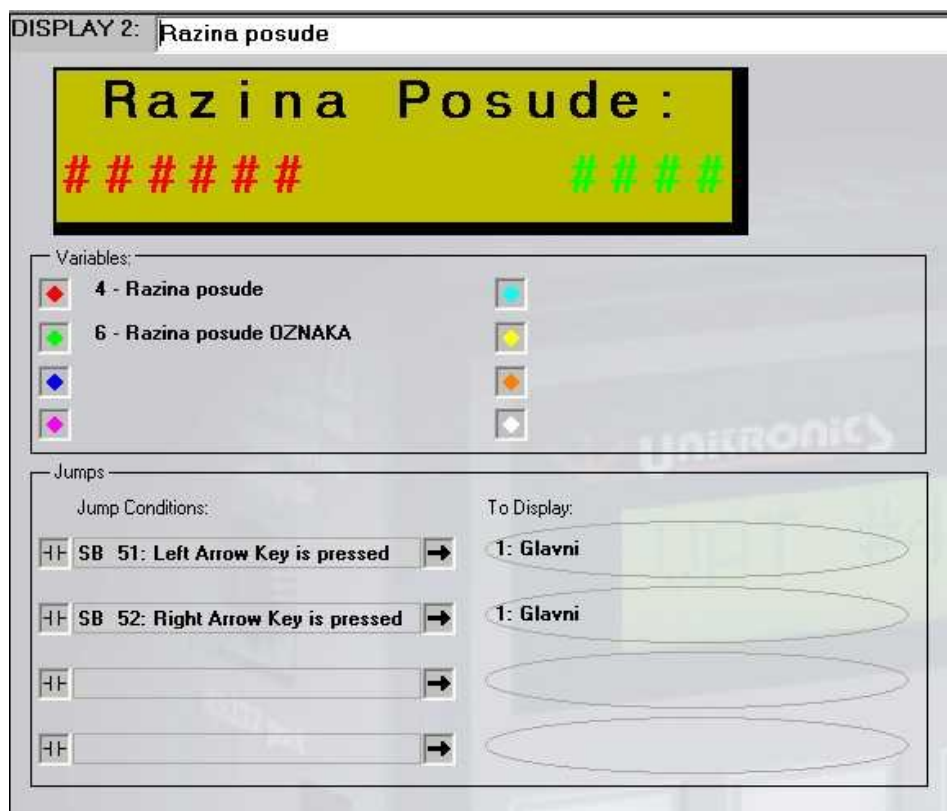 DISPLAY 2: Razina posude
Razina Posude:
###### ####
Variables:
4 - Razina posude
6 - Razina posude OZNAKA
UNITRONICS
Jumps
Jump Conditions: To Display:
SB 51: Left Arrow Key is pressed 1: Glavni
SB 52: Right Arrow Key is pressed 1: Glavni